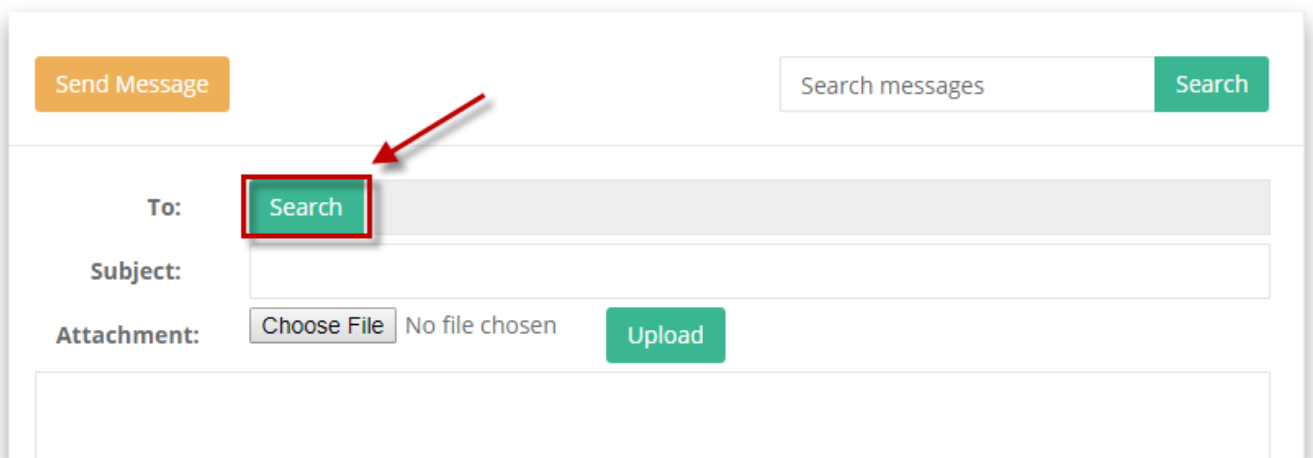 Send Message
Search messages Search
To: Search
Subject:
Attachment: Choose File No file chosen Upload